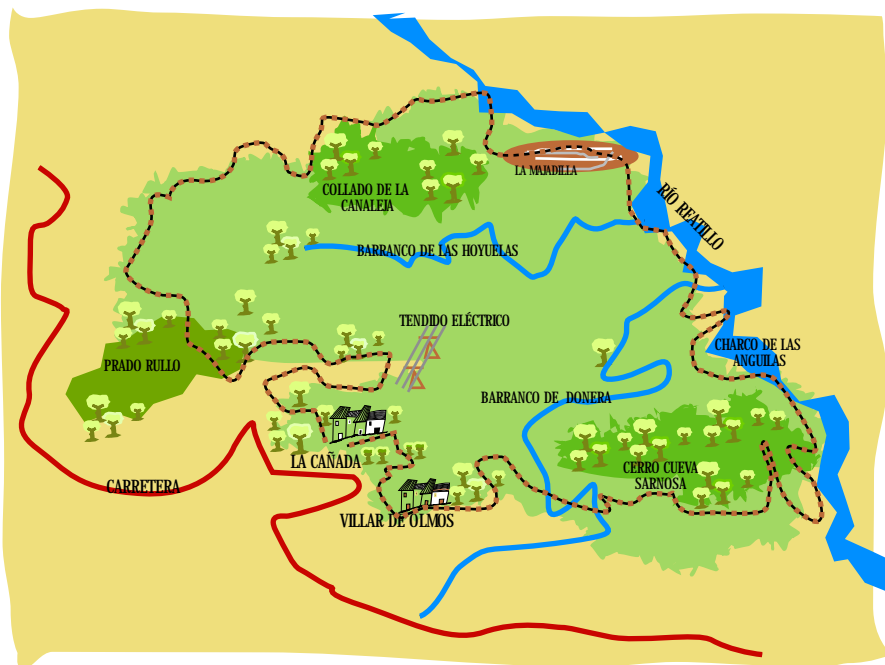 COLLADO DE LA
CANALEJA
LA MAJADILLA
RÍO REATILLO
BARRANCO DE LAS HOYUELAS
TENDIDO ELÉCTRICO
CHARCO DE LAS
ANGUILAS
PRADO RULLO
BARRANCO DE DONERA
LA CAÑADA
CERRO CUEVA
SARNOSA
CARRETERA
VILLAR DE OLMOS